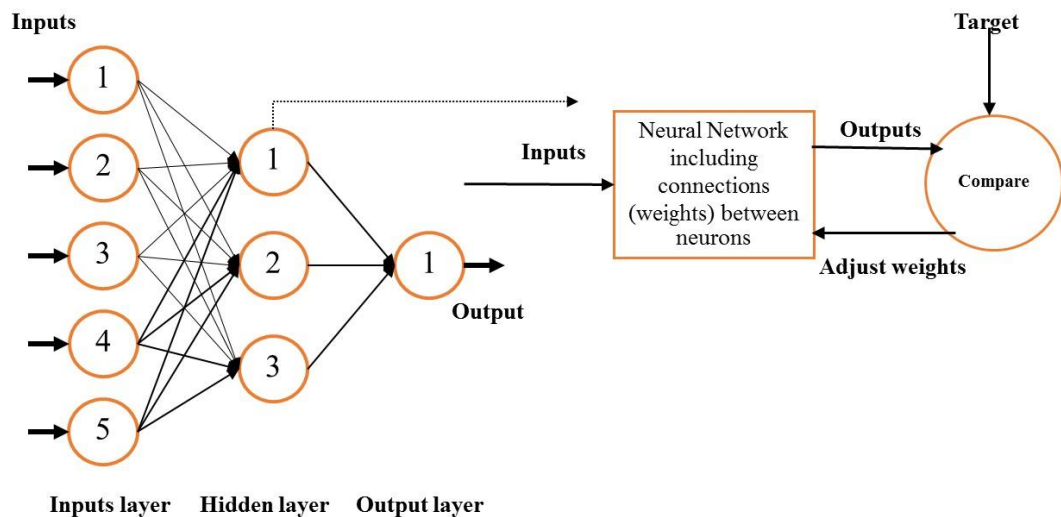 Inputs
1
2
3
4
5
1
2
3
1
Output
Inputs layer
Hidden layer
Output layer
Inputs
Neural Network
including
connections
(weights) between
neurons
Outputs
Target
Compare
Adjust weights